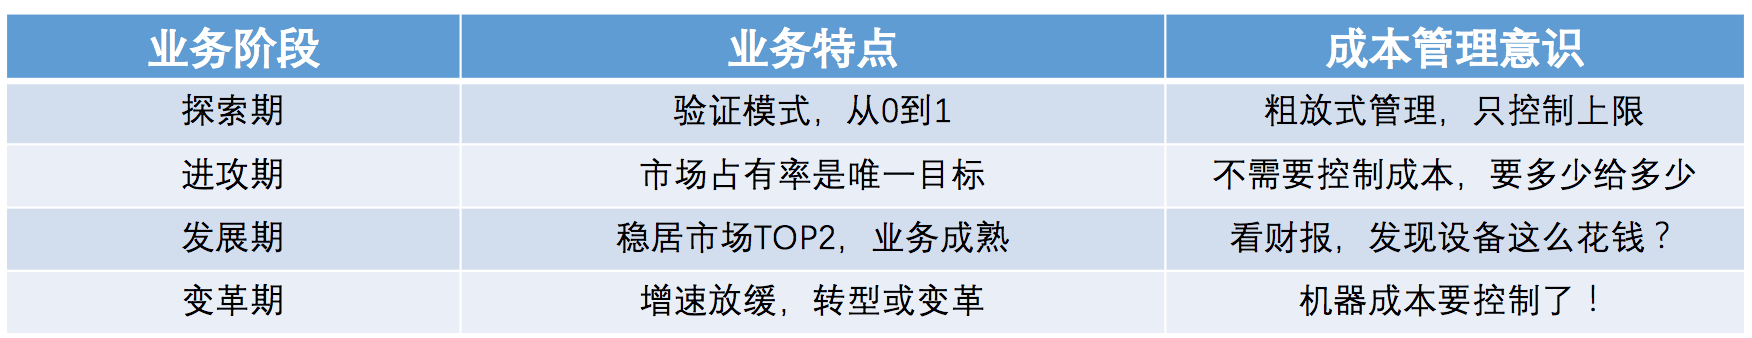 业务阶段 业务特点 成本管理意识
探索期 验证模式，从0到1 粗放式管理，只控制上限
进攻期 市场占有率是唯一目标 不需要控制成本，要多少给多少
发展期 稳居市场TOP2，业务成熟 看财报，发现设备这么花钱？
变革期 增速放缓，转型或变革 机器成本要控制了！